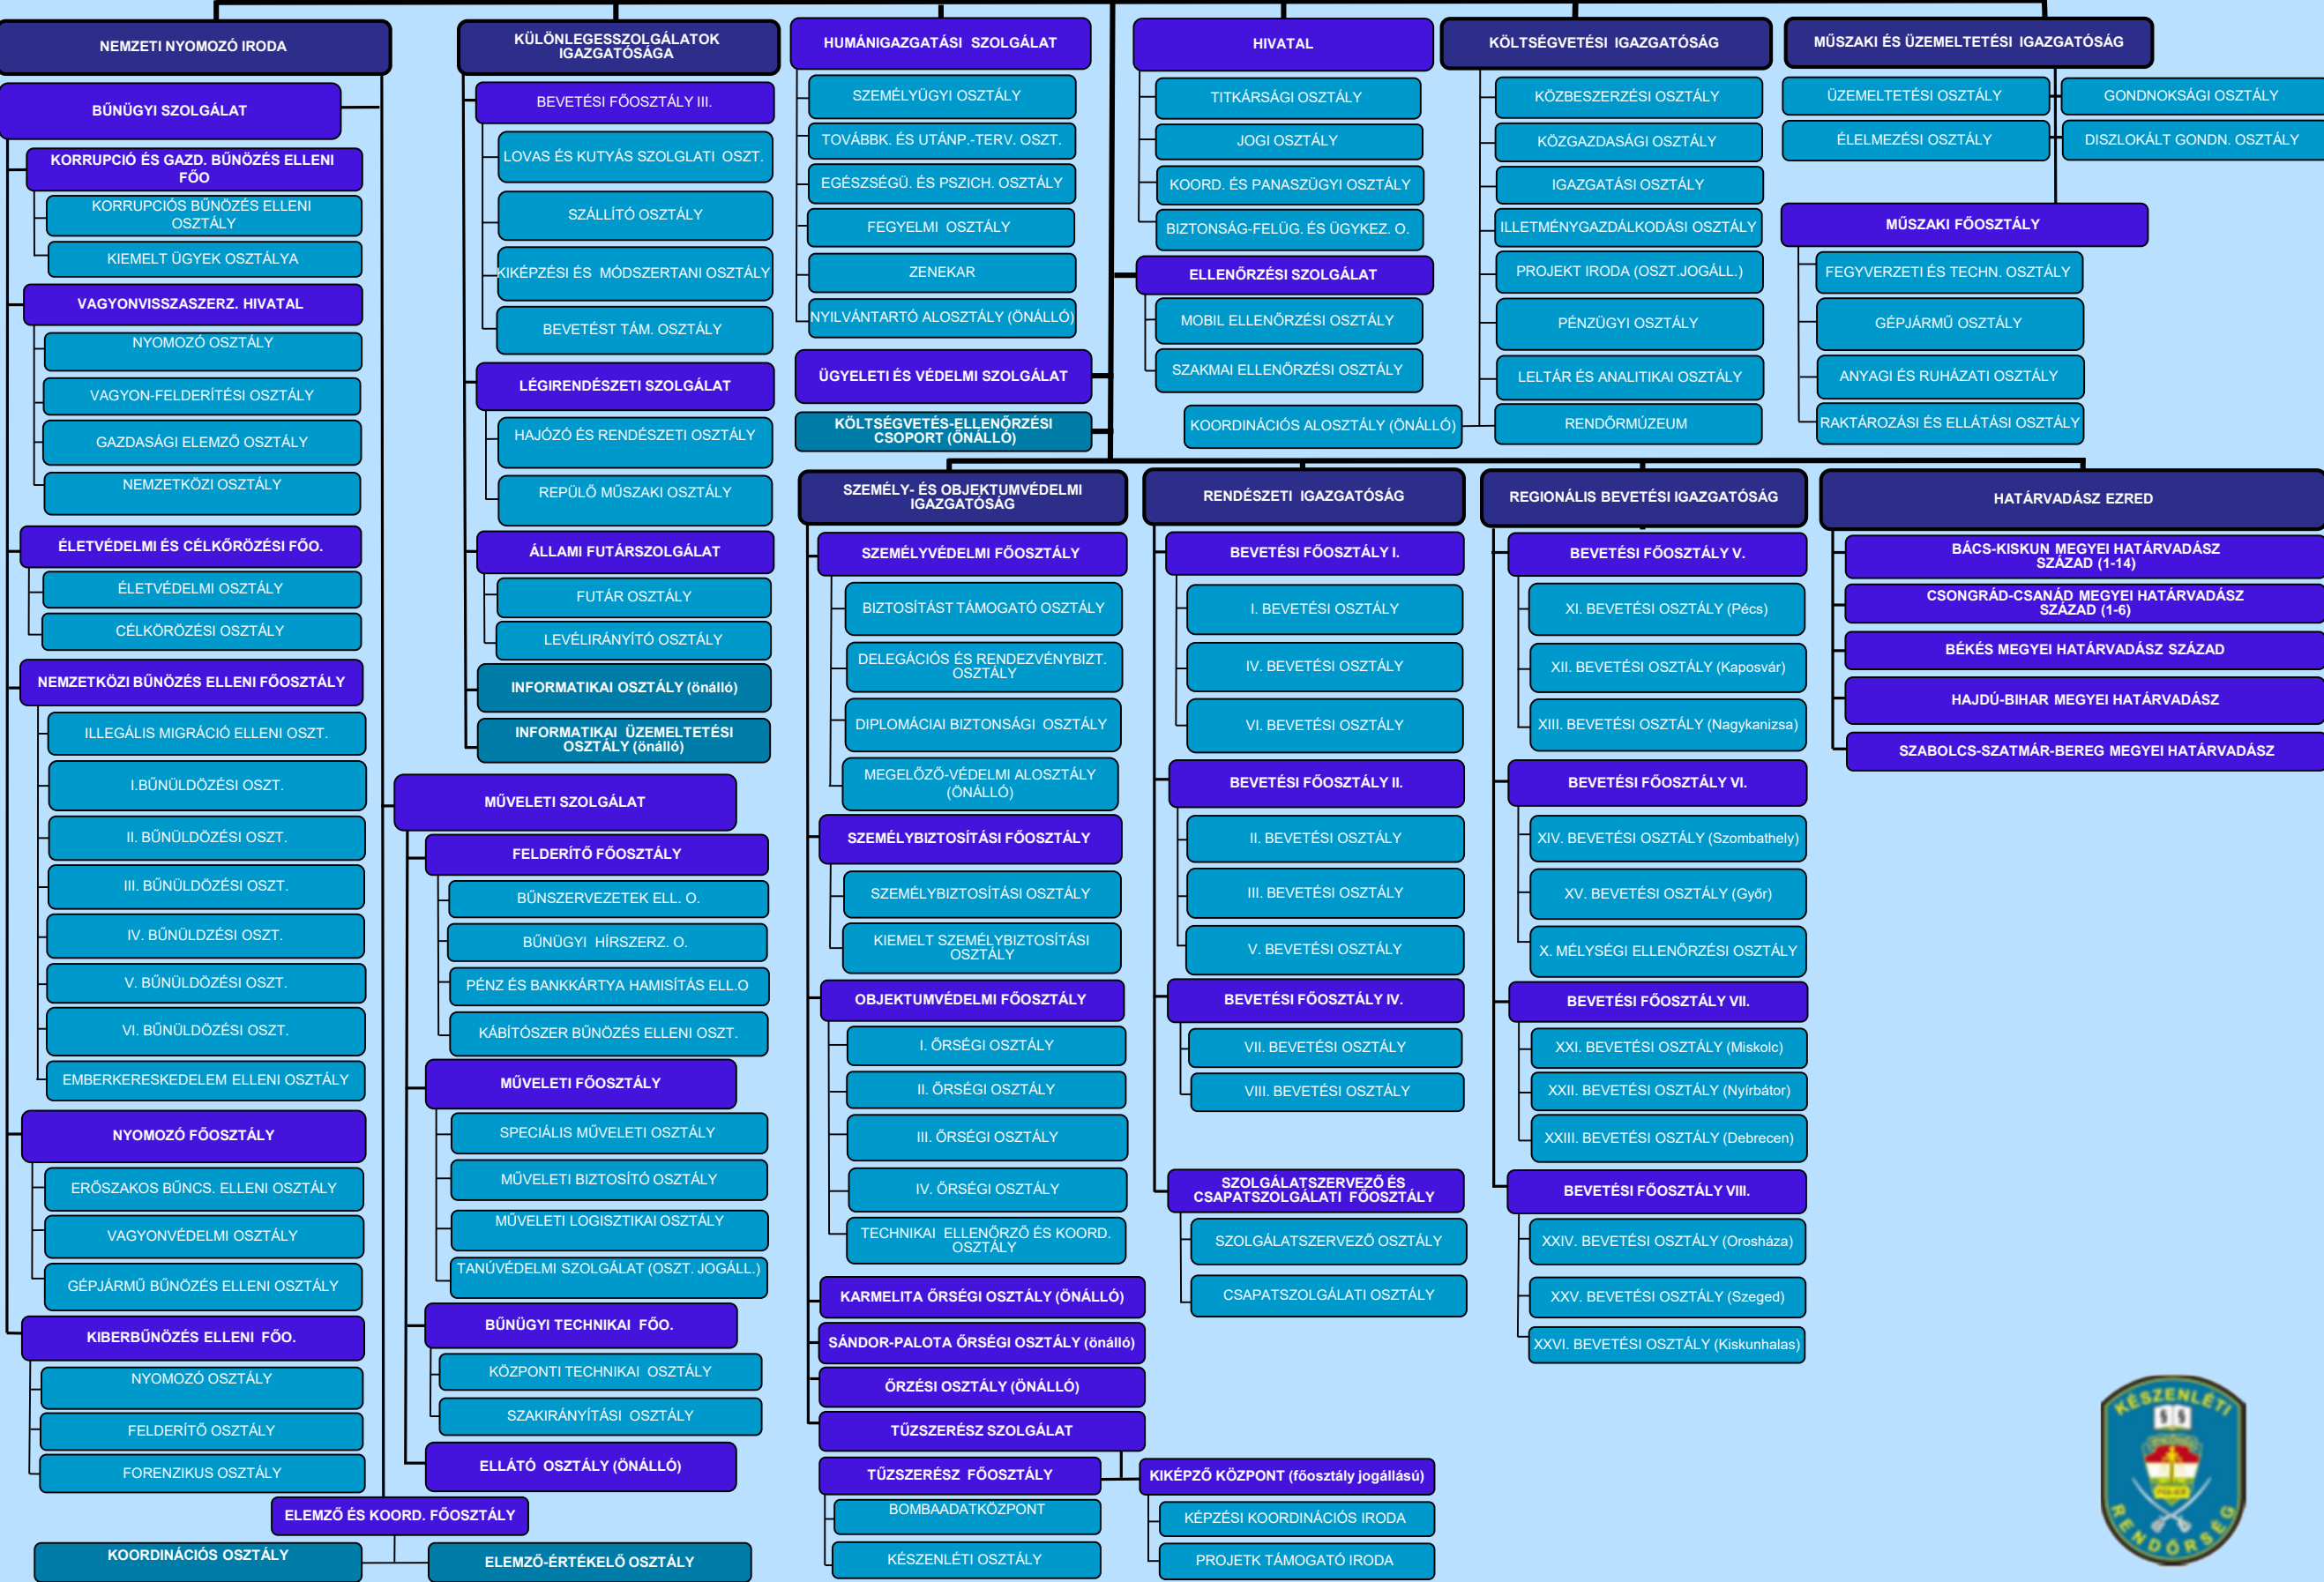 NEMZETI NYOMOZÓ IRODA
BŰNÜGYI SZOLGÁLAT
KORRUPCIÓ ÉS GAZD. BŰNÖZÉS ELLENI
FŐO
KORRUPCIÓS BŰNÖZÉS ELLENI
OSZTÁLY
KIEMELT ÜGYEK OSZTÁLYA
VAGYONVISSZASZERZ. HIVATAL
NYOMOZÓ OSZTÁLY
VAGYON-FELDERÍTÉSI OSZTÁLY
GAZDASÁGI ELEMZŐ OSZTÁLY
NEMZETKÖZI OSZTÁLY
ÉLETVÉDELMI ÉS CÉLKŐRÖZÉSI FŐO.
ÉLETVÉDELMI OSZTÁLY
CÉLKÖRÖZÉSI OSZTÁLY
NEMZETKÖZI BŰNÖZÉS ELLENI FŐOSZTÁLY
ILLEGÁLIS MIGRÁCIÓ ELLENI OSZT.
I.BŰNÜLDÖZÉSI OSZT.
II. BŰNÜLDÖZÉSI OSZT.
III. BŰNÜLDÖZÉSI OSZT.
IV. BŰNÜLDZÉSI OSZT.
V. BŰNÜLDÖZÉSI OSZT.
VI. BŰNÜLDÖZÉSI OSZT.
EMBERKERESKEDELEM ELLENI OSZTÁLY
NYOMOZÓ FŐOSZTÁLY
ERŐSZAKOS BŰNCS. ELLENI OSZTÁLY
VAGYONVÉDELMI OSZTÁLY
GÉPJÁRMŰ BŰNÖZÉS ELLENI OSZTÁLY
KIBERBŰNÖZÉS ELLENI FŐO.
NYOMOZÓ OSZTÁLY
FELDERÍTŐ OSZTÁLY
FORENZIKUS OSZTÁLY
ELEMZŐ ÉS KOORD. FŐOSZTÁLY
KOORDINÁCIÓS OSZTÁLY
ELEMZŐ-ÉRTÉKELŐ OSZTÁLY
KÜLÖNLEGESSZOLGÁLATOK
IGAZGATÓSÁGA
BEVETÉSI FŐOSZTÁLY III.
LOVAS ÉS KUTYÁS SZOLGLATI OSZT.
SZÁLLÍTÓ OSZTÁLY
KIKÉPZÉSI ÉS MÓDSZERTANI OSZTÁLY
BEVETÉST TÁM. OSZTÁLY
LÉGIRENDÉSZETI SZOLGÁLAT
HAJÓZÓ ÉS RENDÉSZETI OSZTÁLY
REPÜLŐ MŰSZAKI OSZTÁLY
ÁLLAMI FUTÁRSZOLGÁLAT
FUTÁR OSZTÁLY
LEVÉLIRÁNYÍTÓ OSZTÁLY
INFORMATIKAI OSZTÁLY (önálló)
INFORMATIKAI ÜZEMELTETÉSI
OSZTÁLY (önálló)
MŰVELETI SZOLGÁLAT
FELDERÍTŐ FŐOSZTÁLY
BŰNSZERVEZETEK ELL. O.
BŰNÜGYI HÍRSZERZ. O.
PÉNZ ÉS BANKKÁRTYA HAMISÍTÁS ELL.O
KÁBÍTÓSZER BŰNÖZÉS ELLENI OSZT.
MŰVELETI FŐOSZTÁLY
SPECIÁLIS MŰVELETI OSZTÁLY
MŰVELETI BIZTOSÍTÓ OSZTÁLY
MŰVELETI LOGISZTIKAI OSZTÁLY
TANÚVÉDELMI SZOLGÁLAT (OSZT. JOGÁLL.)
BŰNÜGYI TECHNIKAI FŐO.
KÖZPONTI TECHNIKAI OSZTÁLY
SZAKIRÁNYÍTÁSI OSZTÁLY
ELLÁTÓ OSZTÁLY (ÖNÁLLÓ)
HUMÁNIGAZGATÁSI SZOLGÁLAT
SZEMÉLYÜGYI OSZTÁLY
TOVÁBBK. ÉS UTÁNP.-TERV. OSZT.
EGÉSZSÉGÜ. ÉS PSZICH. OSZTÁLY
FEGYELMI OSZTÁLY
ZENEKAR
NYILVÁNTARTÓ ALOSZTÁLY (ÖNÁLLÓ)
ÜGYELETI ÉS VÉDELMI SZOLGÁLAT
KÖLTSÉGVETÉS-ELLENŐRZÉSI
CSOPORT (ÖNÁLLÓ)
HIVATAL
TITKÁRSÁGI OSZTÁLY
JOGI OSZTÁLY
KOORD. ÉS PANASZÜGYI OSZTÁLY
BIZTONSÁG-FELÜG. ÉS ÜGYKEZ. O.
ELLENŐRZÉSI SZOLGÁLAT
MOBIL ELLENŐRZÉSI OSZTÁLY
SZAKMAI ELLENŐRZÉSI OSZTÁLY
KÖLTSÉGVETÉSI IGAZGATÓSÁG
KÖZBESZERZÉSI OSZTÁLY
KÖZGAZDASÁGI OSZTÁLY
IGAZGATÁSI OSZTÁLY
ILLETMÉNYGAZDÁLKODÁSI OSZTÁLY
PROJEKT IRODA (OSZT.JOGÁLL.)
PÉNZÜGYI OSZTÁLY
LELTÁR ÉS ANALITIKAI OSZTÁLY
KOORDINÁCIÓS ALOSZTÁLY (ÖNÁLLÓ)
RENDŐRMÚZEUM
MŰSZAKI ÉS ÜZEMELTETÉSI IGAZGATÓSÁG
ÜZEMELTETÉSI OSZTÁLY
GONDNOKSÁGI OSZTÁLY
ÉLELMEZÉSI OSZTÁLY
DISZLOKÁLT GONDN. OSZTÁLY
MŰSZAKI FŐOSZTÁLY
FEGYVERZETI ÉS TECHN. OSZTÁLY
GÉPJÁRMŰ OSZTÁLY
ANYAGI ÉS RUHÁZATI OSZTÁLY
RAKTÁROZÁSI ÉS ELLÁTÁSI OSZTÁLY
SZEMÉLY- ÉS OBJEKTUMVÉDELMI
IGAZGATÓSÁG
SZEMÉLYVÉDELMI FŐOSZTÁLY
BIZTOSÍTÁST TÁMOGATÓ OSZTÁLY
DELEGÁCIÓS ÉS RENDEZVÉNYBIZT.
OSZTÁLY
DIPLOMÁCIAI BIZTONSÁGI OSZTÁLY
MEGELŐZŐ-VÉDELMI ALOSZTÁLY
(ÖNÁLLÓ)
SZEMÉLYBIZTOSÍTÁSI FŐOSZTÁLY
SZEMÉLYBIZTOSÍTÁSI OSZTÁLY
KIEMELT SZEMÉLYBIZTOSÍTÁSI
OSZTÁLY
OBJEKTUMVÉDELMI FŐOSZTÁLY
I. ŐRSÉGI OSZTÁLY
II. ŐRSÉGI OSZTÁLY
III. ŐRSÉGI OSZTÁLY
IV. ŐRSÉGI OSZTÁLY
TECHNIKAI ELLENŐRZŐ ÉS KOORD.
OSZTÁLY
KARMELITA ŐRSÉGI OSZTÁLY (ÖNÁLLÓ)
SÁNDOR-PALOTA ŐRSÉGI OSZTÁLY (önálló)
ŐRZÉSI OSZTÁLY (ÖNÁLLÓ)
TŰZSZERÉSZ SZOLGÁLAT
TŰZSZERÉSZ FŐOSZTÁLY
BOMBAADATKÖZPONT
KÉSZENLÉTI OSZTÁLY
KIKÉPZŐ KÖZPONT (főosztály jogállású)
KÉPZÉSI KOORDINÁCIÓS IRODA
PROJETK TÁMOGATÓ IRODA
RENDÉSZETI IGAZGATÓSÁG
BEVETÉSI FŐOSZTÁLY I.
I. BEVETÉSI OSZTÁLY
IV. BEVETÉSI OSZTÁLY
VI. BEVETÉSI OSZTÁLY
BEVETÉSI FŐOSZTÁLY II.
II. BEVETÉSI OSZTÁLY
III. BEVETÉSI OSZTÁLY
V. BEVETÉSI OSZTÁLY
BEVETÉSI FŐOSZTÁLY IV.
VII. BEVETÉSI OSZTÁLY
VIII. BEVETÉSI OSZTÁLY
SZOLGÁLATSZERVEZŐ ÉS
CSAPATSZOLGÁLATI FŐOSZTÁLY
SZOLGÁLATSZERVEZŐ OSZTÁLY
CSAPATSZOLGÁLATI OSZTÁLY
REGIONÁLIS BEVETÉSI IGAZGATÓSÁG
BEVETÉSI FŐOSZTÁLY V.
XI. BEVETÉSI OSZTÁLY (Pécs)
XII. BEVETÉSI OSZTÁLY (Kaposvár)
XIII. BEVETÉSI OSZTÁLY (Nagykanizsa)
BEVETÉSI FŐOSZTÁLY VI.
XIV. BEVETÉSI OSZTÁLY (Szombathely)
XV. BEVETÉSI OSZTÁLY (Győr)
X. MÉLYSÉGI ELLENŐRZÉSI OSZTÁLY
BEVETÉSI FŐOSZTÁLY VII.
XXI. BEVETÉSI OSZTÁLY (Miskolc)
XXII. BEVETÉSI OSZTÁLY (Nyírbátor)
XXIII. BEVETÉSI OSZTÁLY (Debrecen)
BEVETÉSI FŐOSZTÁLY VIII.
XXIV. BEVETÉSI OSZTÁLY (Orosháza)
XXV. BEVETÉSI OSZTÁLY (Szeged)
XXVI. BEVETÉSI OSZTÁLY (Kiskunhalas)
HATÁRVADÁSZ EZRED
BÁCS-KISKUN MEGYEI HATÁRVADÁSZ
SZÁZAD (1-14)
CSONGRÁD-CSANÁD MEGYEI HATÁRVADÁSZ
SZÁZAD (1-6)
BÉKÉS MEGYEI HATÁRVADÁSZ SZÁZAD
HAJDÚ-BIHAR MEGYEI HATÁRVADÁSZ
SZABOLCS-SZATMÁR-BEREG MEGYEI HATÁRVADÁSZ
KÉSZENLÉTI
RENDŐRSÉG